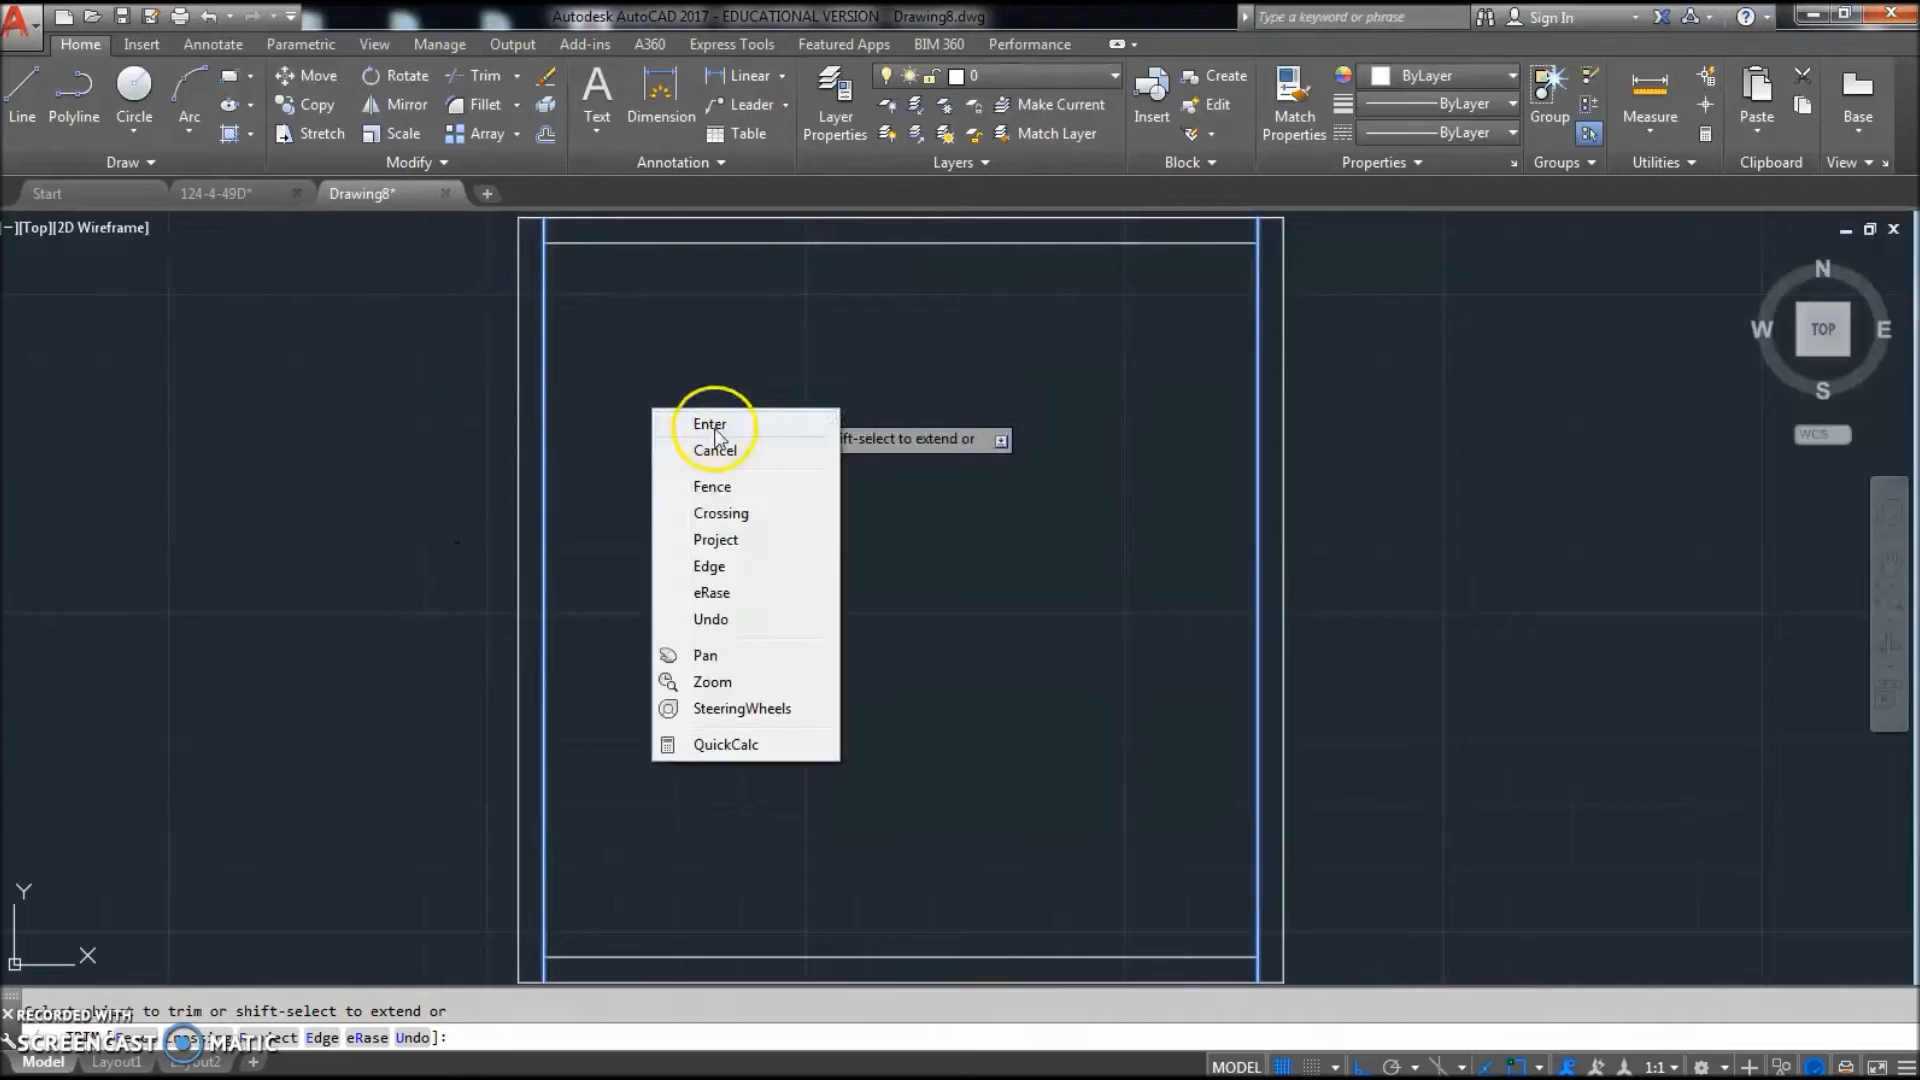 Autodesk AutoCAD 2017 - EDUCATIONAL VERSION Drawing8.dwg
Type a keyword or phrase
Sign In
Home Insert Annotate Parametric View Manage Output Add-ins A360 Express Tools Featured Apps BIM 360 Performance
Move Rotate Trim Linear 0 Create ByLayer
Copy Mirror Fillet Leader Make Current Edit ByLayer
Stretch Scale Array Table Match Layer ByLayer
Line Polyline Circle Arc Text Dimension Layer Properties Insert Match Properties Group Measure Paste Base
Draw Modify Annotation Layers Block Properties Groups Utilities Clipboard View
Start 124-4-49D* Drawing8*
[Top][2D Wireframe]
N
W TOP E
S
WCS
Enter
ift-select to extend or
Cancel
Fence
Crossing
Project
Edge
eRase
Undo
Pan
Zoom
SteeringWheels
QuickCalc
Y
X
to trim or shift-select to extend or
RECORDED WITH
Edge eRase Undo]:
SCREENCAST MATIC
Model Layout1 Layout2
MODEL 1:1